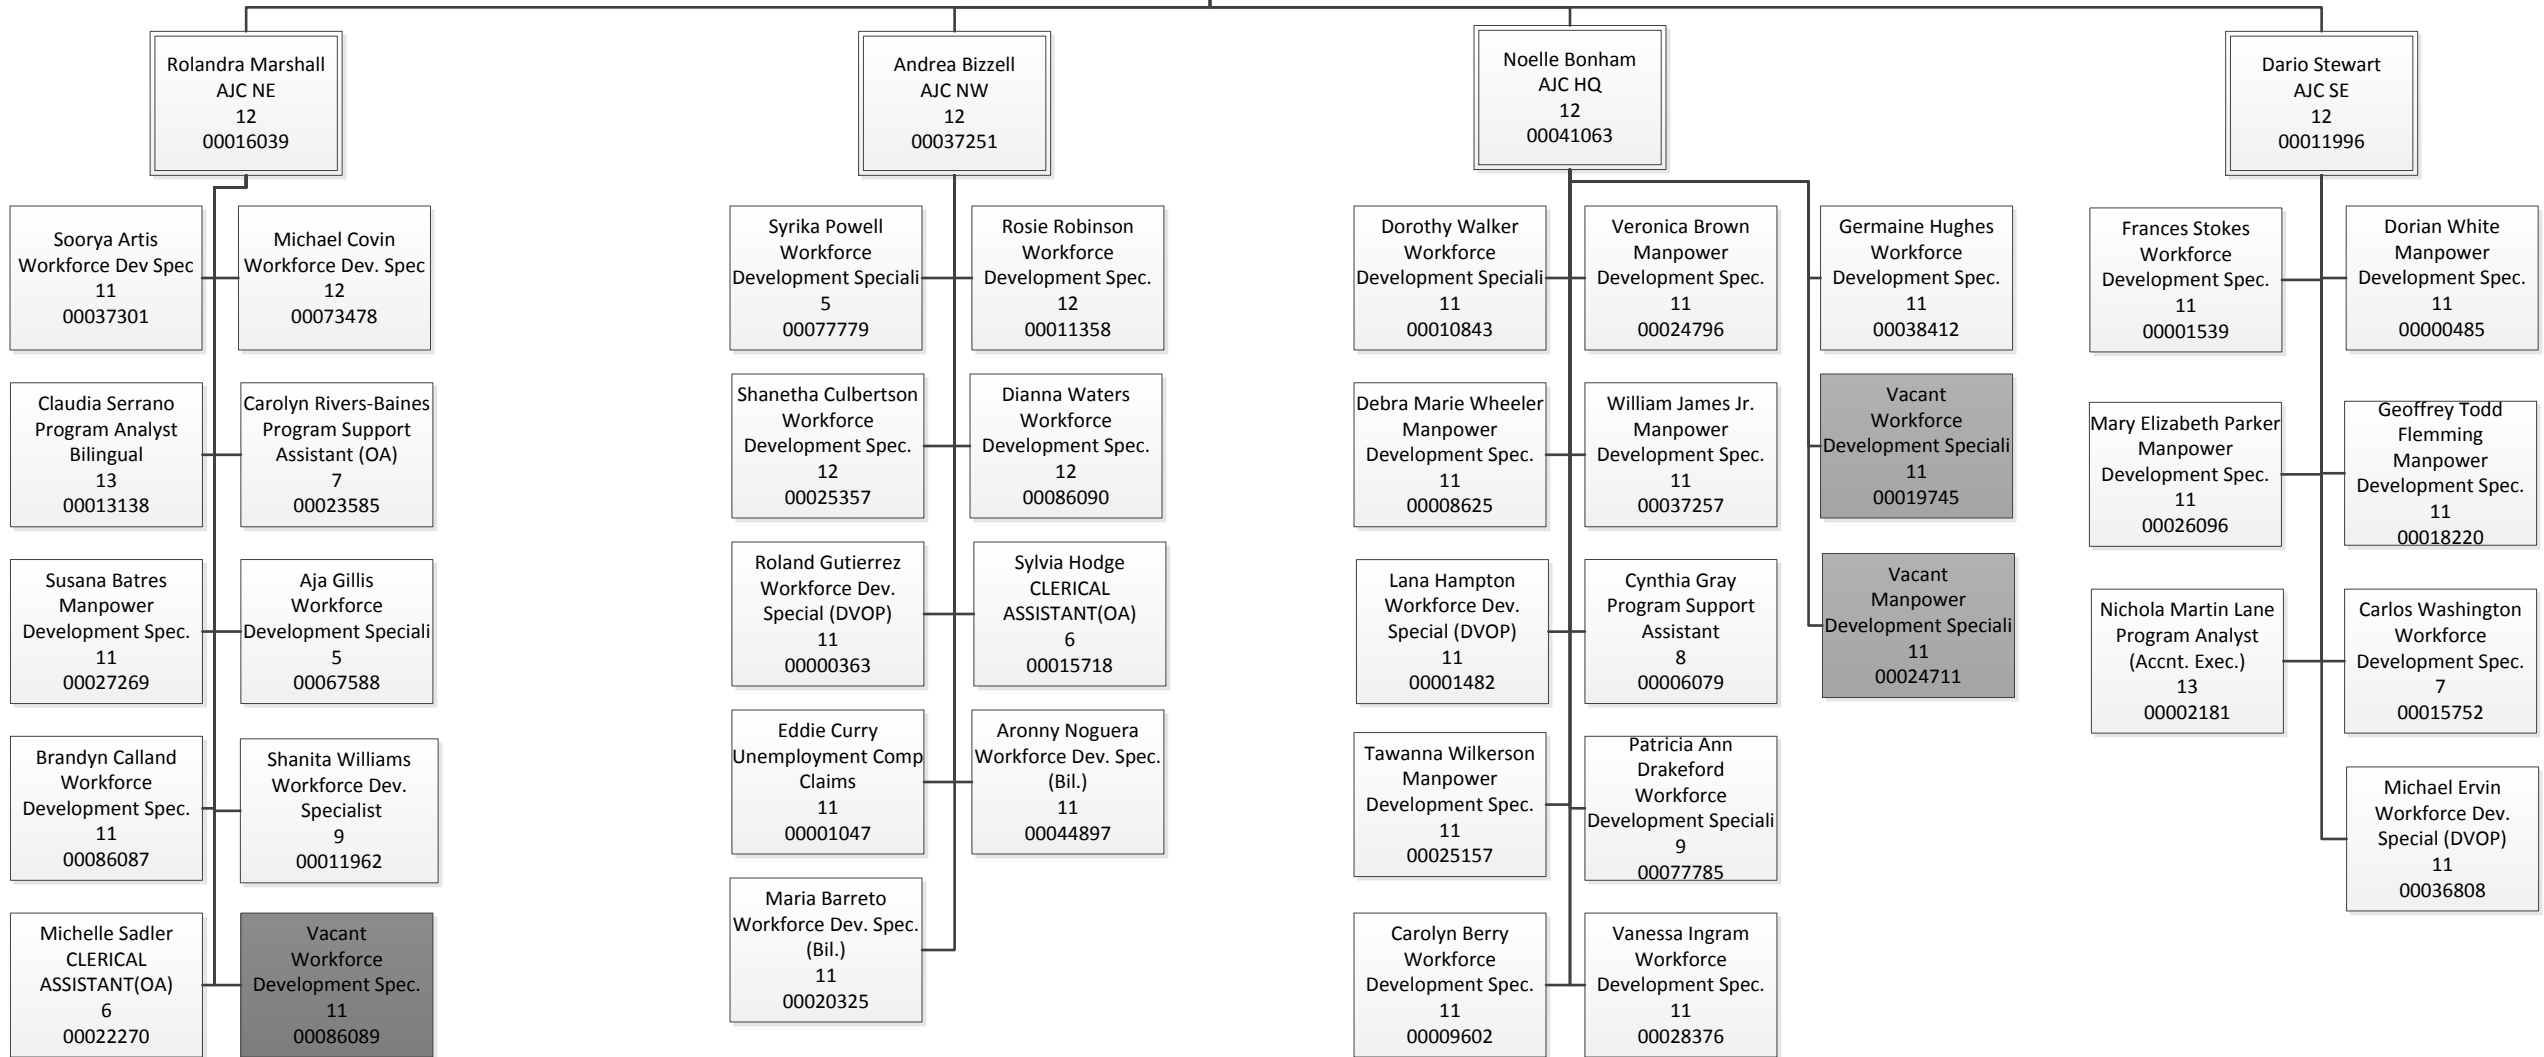 Rolandra Marshall
AJC NE
12
00016039
Andrea Bizzell
AJC NW
12
00037251
Noelle Bonham
AJC HQ
12
00041063
Dario Stewart
AJC SE
12
00011996
Soorya Artis
Workforce Dev Spec
11
00037301
Michael Covin
Workforce Dev. Spec
12
00073478
Claudia Serrano
Program Analyst
Bilingual
13
00013138
Carolyn Rivers-Baines
Program Support
Assistant (OA)
7
00023585
Susana Batres
Manpower
Development Spec.
11
00027269
Aja Gillis
Workforce
Development Speciali
5
00067588
Brandyn Calland
Workforce
Development Spec.
11
00086087
Shanita Williams
Workforce Dev.
Specialist
9
00011962
Michelle Sadler
CLERICAL
ASSISTANT(OA)
6
00022270
Vacant
Workforce
Development Spec.
11
00086089
Syrika Powell
Workforce
Development Speciali
5
00077779
Rosie Robinson
Workforce
Development Spec.
12
00011358
Shanetha Culbertson
Workforce
Development Spec.
12
00025357
Dianna Waters
Workforce
Development Spec.
12
00086090
Roland Gutierrez
Workforce Dev.
Special (DVOP)
11
00000363
Sylvia Hodge
CLERICAL
ASSISTANT(OA)
6
00015718
Eddie Curry
Unemployment Comp
Claims
11
00001047
Aronny Noguera
Workforce Dev. Spec.
(Bil.)
11
00044897
Maria Barreto
Workforce Dev. Spec.
(Bil.)
11
00020325
Dorothy Walker
Workforce
Development Speciali
11
00010843
Veronica Brown
Manpower
Development Spec.
11
00024796
Germaine Hughes
Workforce
Development Spec.
11
00038412
Debra Marie Wheeler
Manpower
Development Spec.
11
00008625
William James Jr.
Manpower
Development Spec.
11
00037257
Vacant
Workforce
Development Speciali
11
00019745
Lana Hampton
Workforce Dev.
Special (DVOP)
11
00001482
Cynthia Gray
Program Support
Assistant
8
00006079
Vacant
Manpower
Development Speciali
11
00024711
Tawanna Wilkerson
Manpower
Development Spec.
11
00025157
Patricia Ann
Drakeford
Workforce
Development Speciali
9
00077785
Carolyn Berry
Workforce
Development Spec.
11
00009602
Vanessa Ingram
Workforce
Development Spec.
11
00028376
Frances Stokes
Workforce
Development Spec.
11
00001539
Dorian White
Manpower
Development Spec.
11
00000485
Mary Elizabeth Parker
Manpower
Development Spec.
11
00026096
Geoffrey Todd
Flemming
Manpower
Development Spec.
11
00018220
Nichola Martin Lane
Program Analyst
(Accnt. Exec.)
13
00002181
Carlos Washington
Workforce
Development Spec.
7
00015752
Michael Ervin
Workforce Dev.
Special (DVOP)
11
00036808